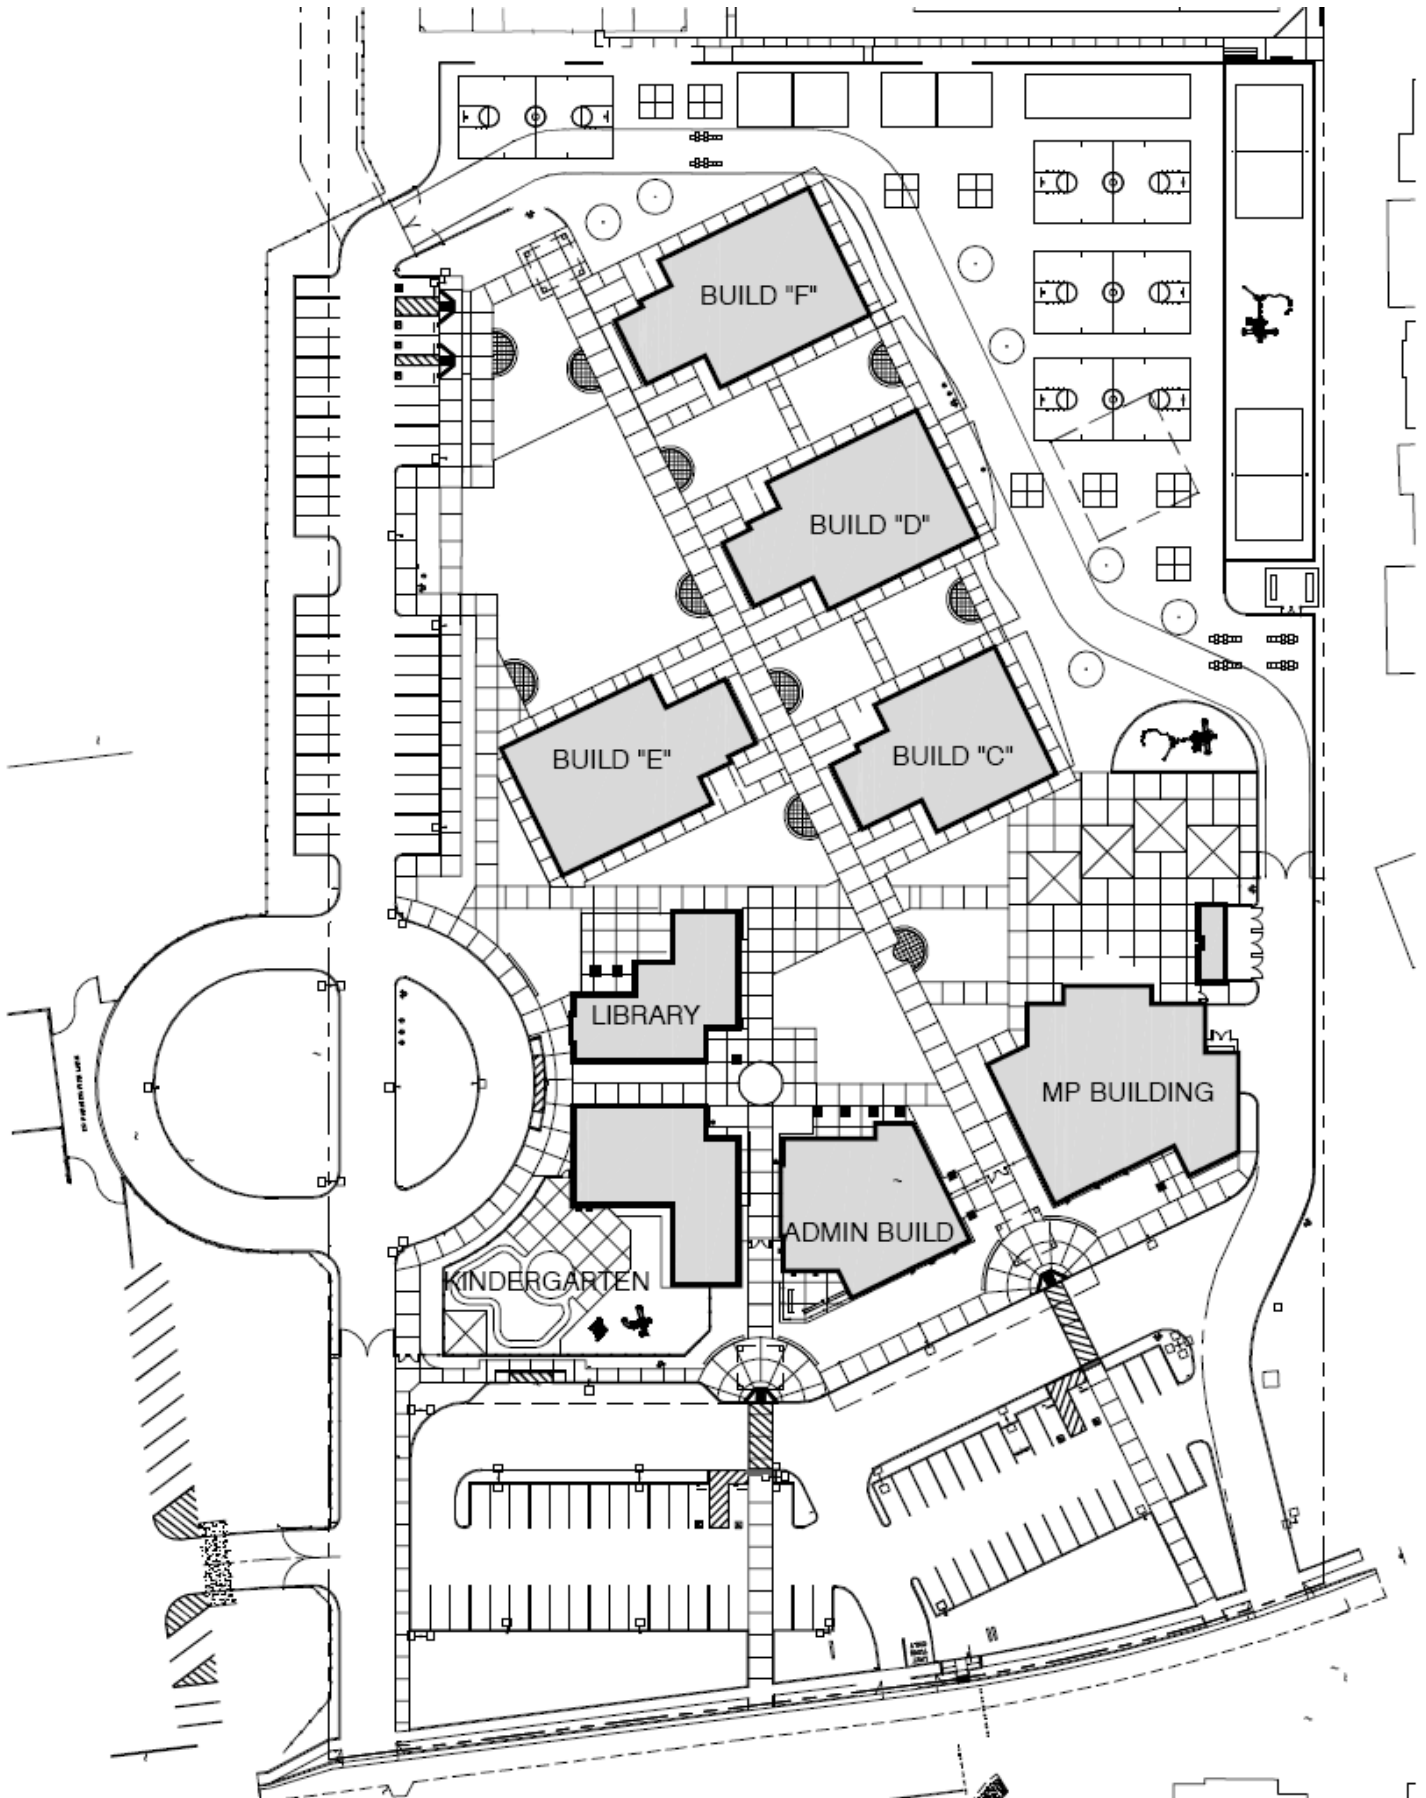 BUILD "F"
BUILD "D"
BUILD "E"
BUILD "C"
LIBRARY
MP BUILDING
ADMIN BUILD
KINDERGARTEN